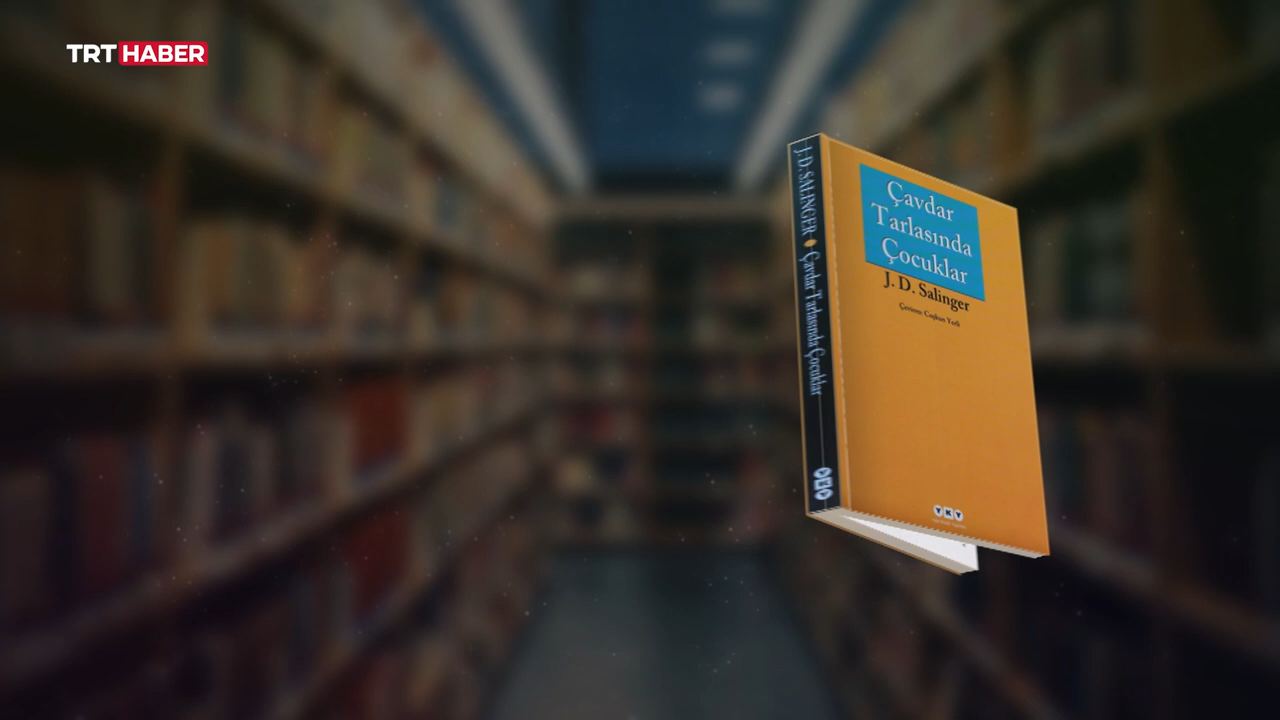 TRT HABER
J. D. SALINGER Çavdar Tarlasında Çocuklar
Çavdar
Tarlasında
Çocuklar
J. D. Salinger
Çeviren: Coşkun Yerli
YKY